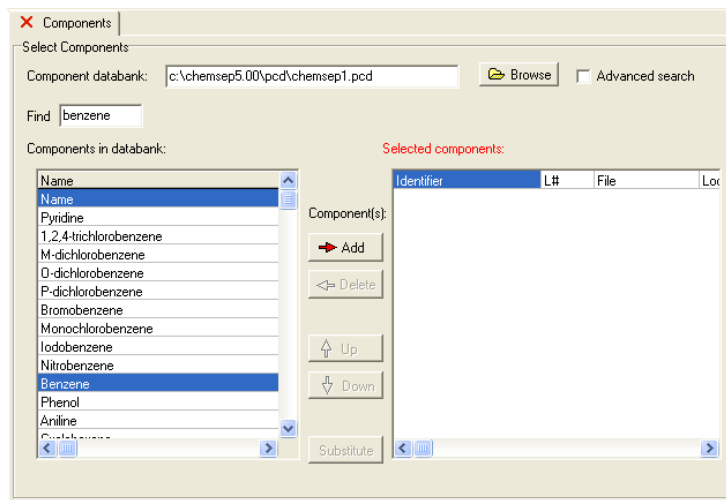 Components
Select Components
Component databank: c:\chemsep5.00\pcd\chemsep1.pcd Browse Advanced search
Find benzene
Components in databank:
Selected components:
Name
Name
Pyridine
1,2,4-trichlorobenzene
M-dichlorobenzene
O-dichlorobenzene
P-dichlorobenzene
Bromobenzene
Monochlorobenzene
Iodobenzene
Nitrobenzene
Benzene
Phenol
Aniline
Component(s):
Add
Delete
Up
Down
Substitute
Identifier L# File Loc